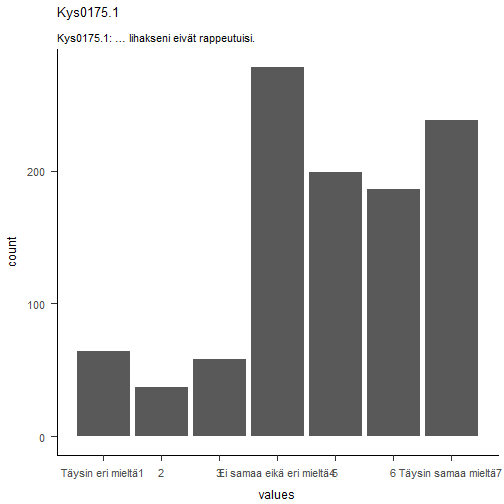 Kys0175.1
Kys0175.1: … lihakseni eivät rappeutuisi.
200
100
0
count
Täysin eri mieltä1 2 3 Ei samaa eikä eri mieltä4 5 6 Täysin samaa mieltä7
values